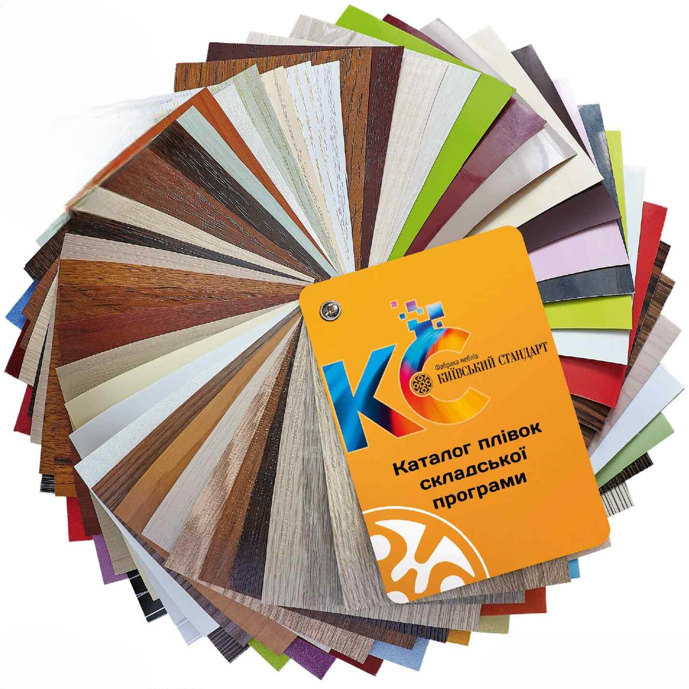 КС
Фабрика меблів
КИЇВСЬКИЙ СТАНДАРТ
Каталог плівок
складської
програми